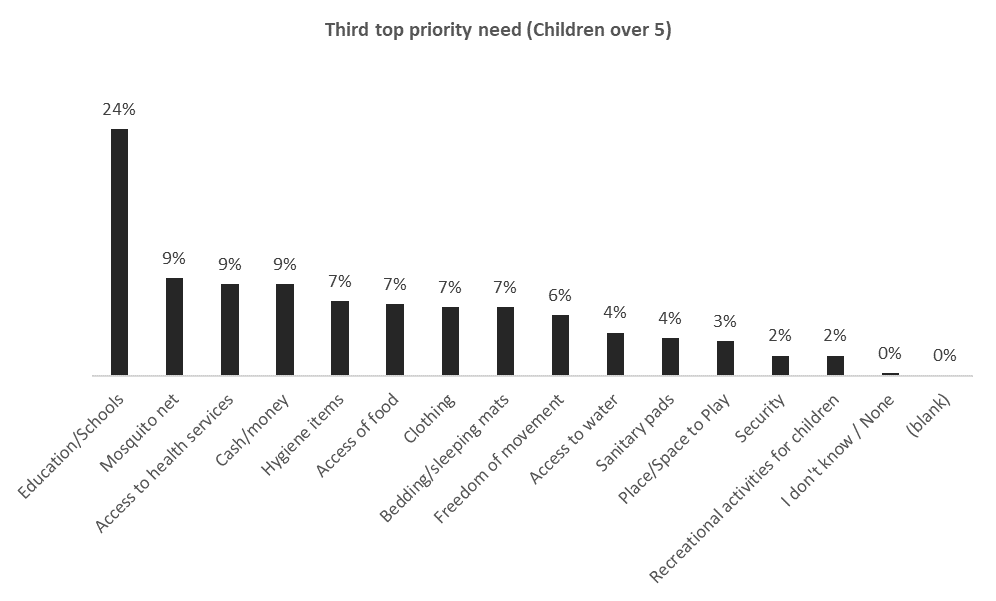 Third top priority need (Children over 5)
24%
9%
9%
9%
7%
7%
7%
7%
6%
4%
4%
3%
2%
2%
0%
0%
Education/Schools
Mosquito net
Access to health services
Cash/money
Hygiene items
Access of food
Clothing
Bedding/sleeping mats
Freedom of movement
Access to water
Sanitary pads
Place/Space to Play
Security
Recreational activities for children
I don't know / None
(blank)